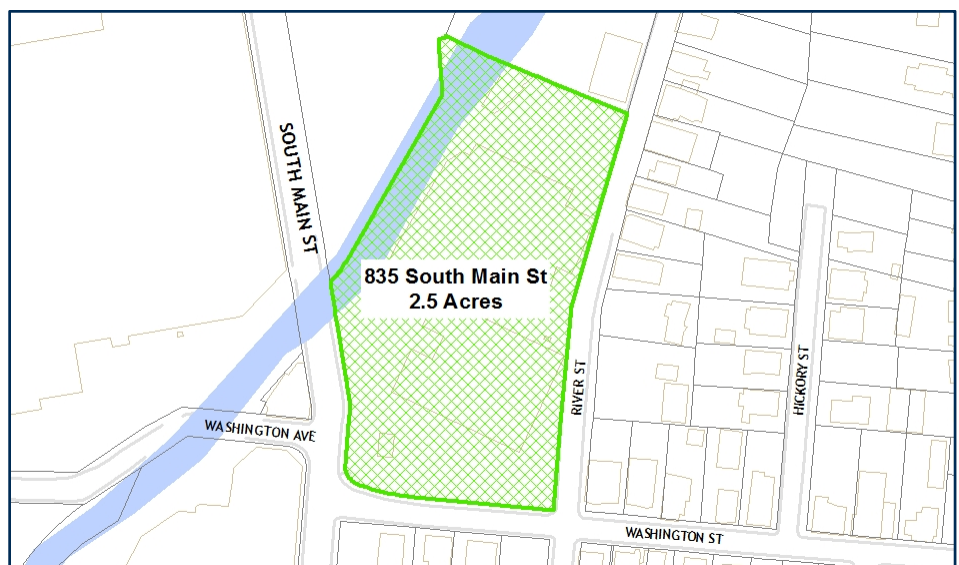 SOUTH MAIN ST
835 South Main St
2.5 Acres
RIVER ST
HICKORY ST
WASHINGTON AVE
WASHINGTON ST